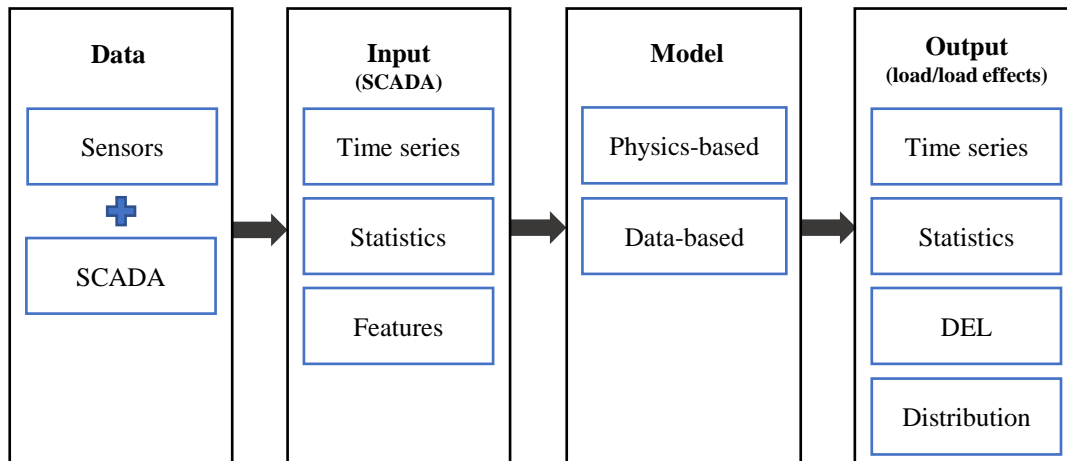 Data
Sensors
SCADA
Input
(SCADA)
Time series
Statistics
Features
Model
Physics-based
Data-based
Output
(load/load effects)
Time series
Statistics
DEL
Distribution